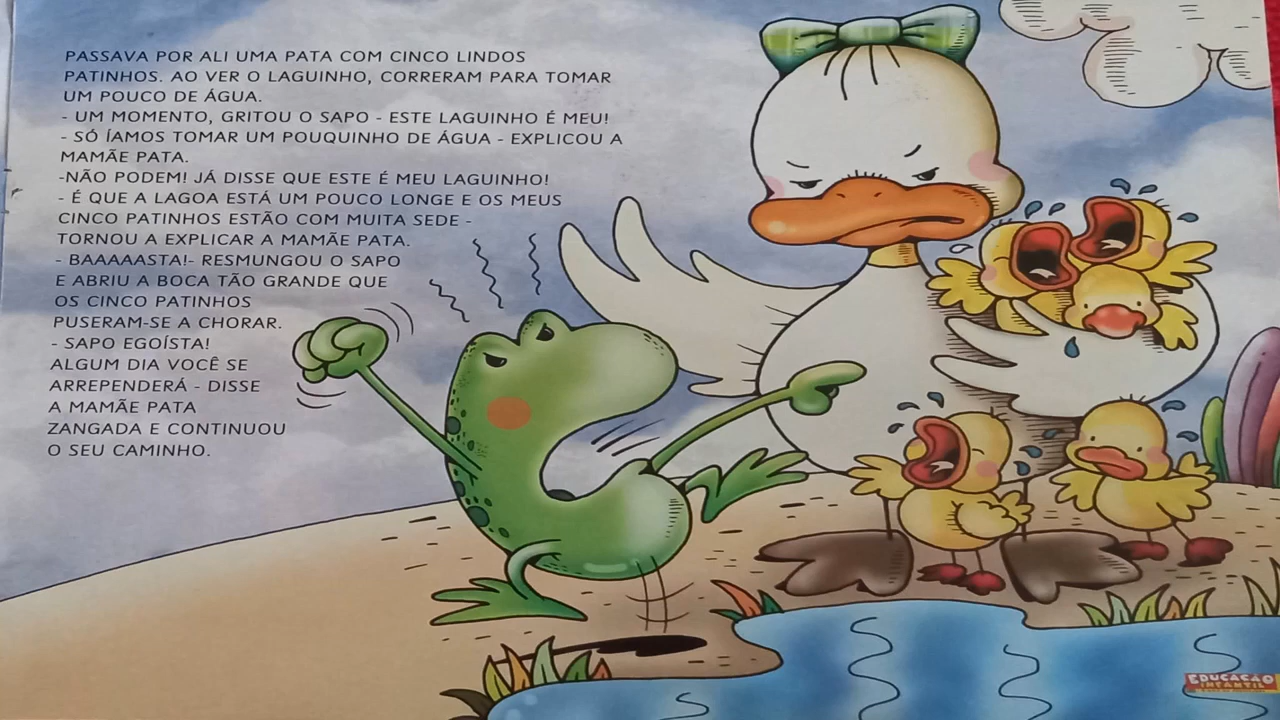 PASSAVA POR ALI UMA PATA COM CINCO LINDOS
PATINHOS. AO VER O LAGUINHO, CORRERAM PARA TOMAR
UM POUCO DE ÁGUA.
- UM MOMENTO, GRITOU O SAPO - ESTE LAGUINHO É MEU!
- SÓ ÍAMOS TOMAR UM POUQUINHO DE ÁGUA - EXPLICOU A
MAMÃE PATA.
-NÃO PODEM! JÁ DISSE QUE ESTE É MEU LAGUINHO!
- É QUE A LAGOA ESTÁ UM POUCO LONGE E OS MEUS
CINCO PATINHOS ESTÃO COM MUITA SEDE -
TORNOU A EXPLICAR A MAMÃE PATA.
- BAAAAASTA!- RESMUNGOU O SAPO
E ABRIU A BOCA TÃO GRANDE QUE
OS CINCO PATINHOS
PUSERAM-SE A CHORAR.
- SAPO EGOÍSTA!
ALGUM DIA VOCÊ SE
ARREPENDERÁ - DISSE
A MAMÃE PATA
ZANGADA E CONTINUOU
O SEU CAMINHO.
EDUCAÇÃO
INFANTIL